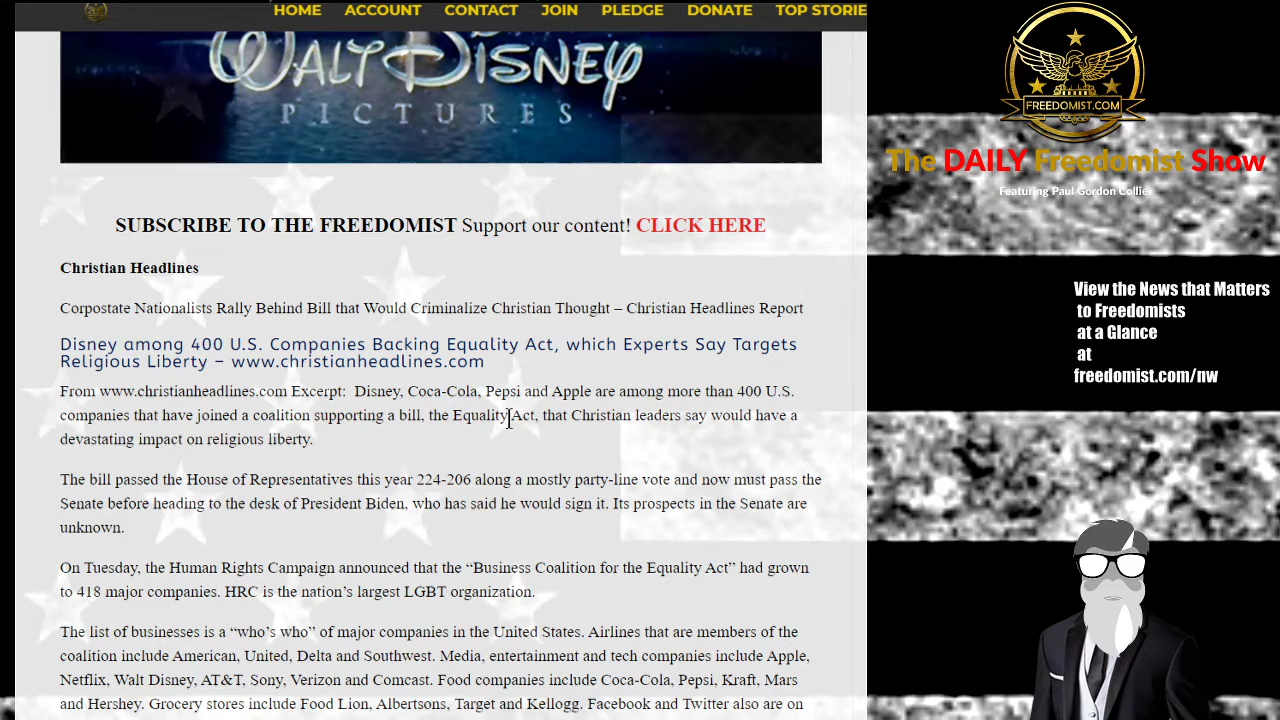 HOME ACCOUNT CONTACT JOIN PLEDGE DONATE TOP STORIE
WALT DISNEY
PICTURES
SUBSCRIBE TO THE FREEDOMIST Support our content! CLICK HERE
Christian Headlines
Corpostate Nationalists Rally Behind Bill that Would Criminalize Christian Thought – Christian Headlines Report
Disney among 400 U.S. Companies Backing Equality Act, which Experts Say Targets
Religious Liberty – www.christianheadlines.com
From www.christianheadlines.com Excerpt: Disney, Coca-Cola, Pepsi and Apple are among more than 400 U.S.
companies that have joined a coalition supporting a bill, the Equality Act, that Christian leaders say would have a
devastating impact on religious liberty.
The bill passed the House of Representatives this year 224-206 along a mostly party-line vote and now must pass the
Senate before heading to the desk of President Biden, who has said he would sign it. Its prospects in the Senate are
unknown.
On Tuesday, the Human Rights Campaign announced that the “Business Coalition for the Equality Act” had grown
to 418 major companies. HRC is the nation’s largest LGBT organization.
The list of businesses is a “who’s who” of major companies in the United States. Airlines that are members of the
coalition include American, United, Delta and Southwest. Media, entertainment and tech companies include Apple,
Netflix, Walt Disney, AT&T, Sony, Verizon and Comcast. Food companies include Coca-Cola, Pepsi, Kraft, Mars
and Hershey. Grocery stores include Food Lion, Albertsons, Target and Kellogg. Facebook and Twitter also are on
FREEDOMIST.COM
The DAILY Freedomist Show
Featuring Paul Gordon Collier
View the News that Matters
to Freedomists
at a Glance
at
freedomist.com/nw